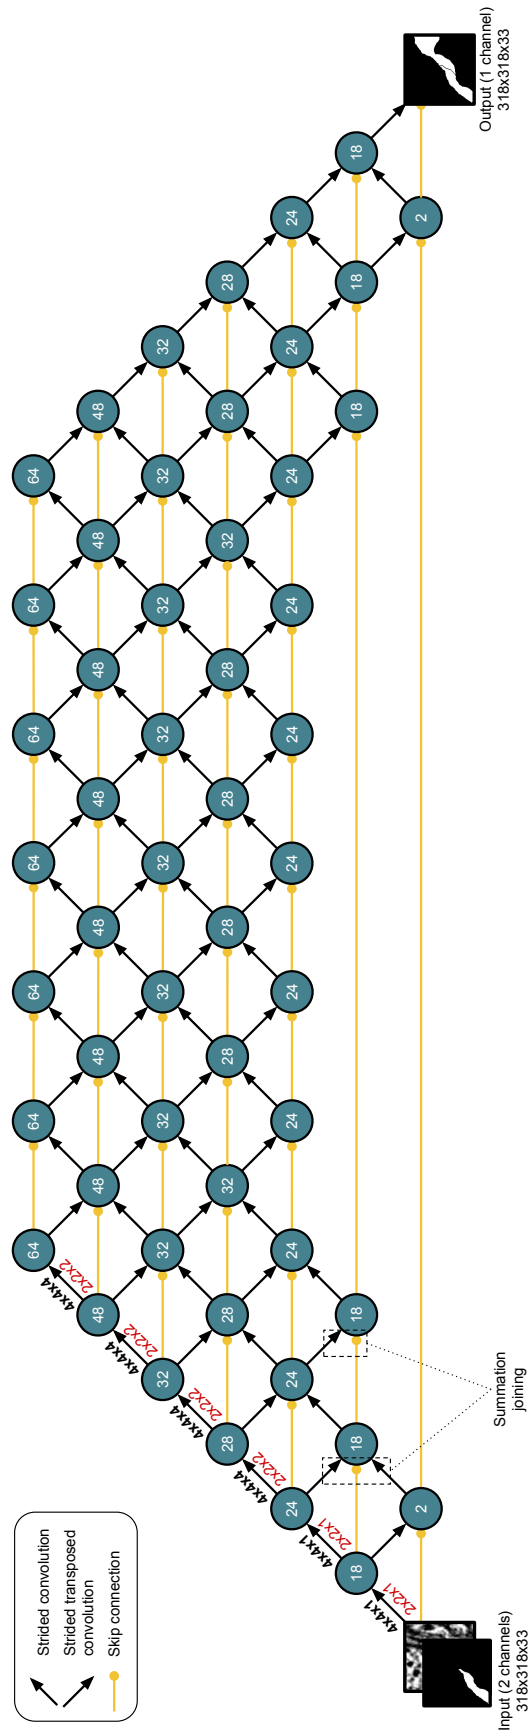 Strided convolution
Strided transposed
convolution
Skip connection
64 64 64 64 64 64 64
4x4x4
2x2x2
48 48 48 48 48 48 48 48
4x4x4
2x2x2
32 32 32 32 32 32 32 32 32
4x4x4
2x2x2
28 28 32 28 28 28 28 32 28 28
4x4x4
2x2x2
24 24 24 24 24 24 24 24 24 24 24
4x4x1
2x2x1
18 18 18 18 18 18
4x4x1
2x2x1
2 2
Input (2 channels)
318x318x33
Summation
joining
Output (1 channel)
318x318x33